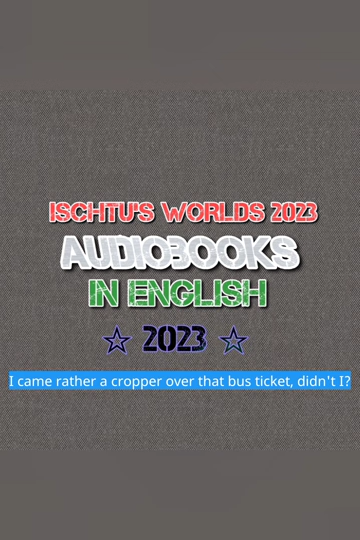 ISCHTU'S WORLDS 2023
AUDIOBOOKS
IN ENGLISH
☆ 2023 ☆
I came rather a cropper over that bus ticket, didn't I?